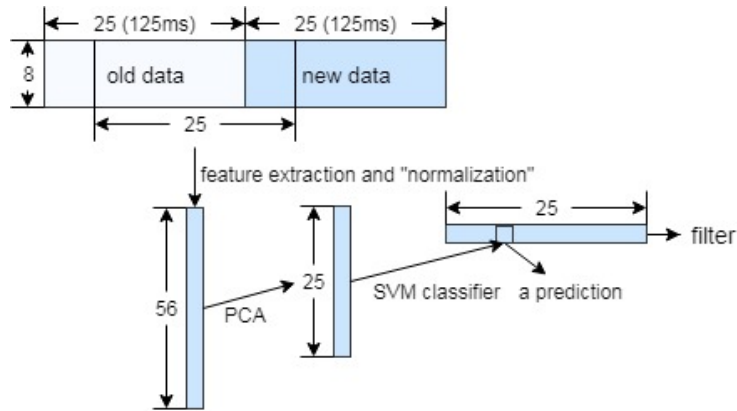 25 (125ms)
25 (125ms)
8
old data
new data
25
feature extraction and "normalization"
25
filter
56
PCA
25
SVM classifier
a prediction